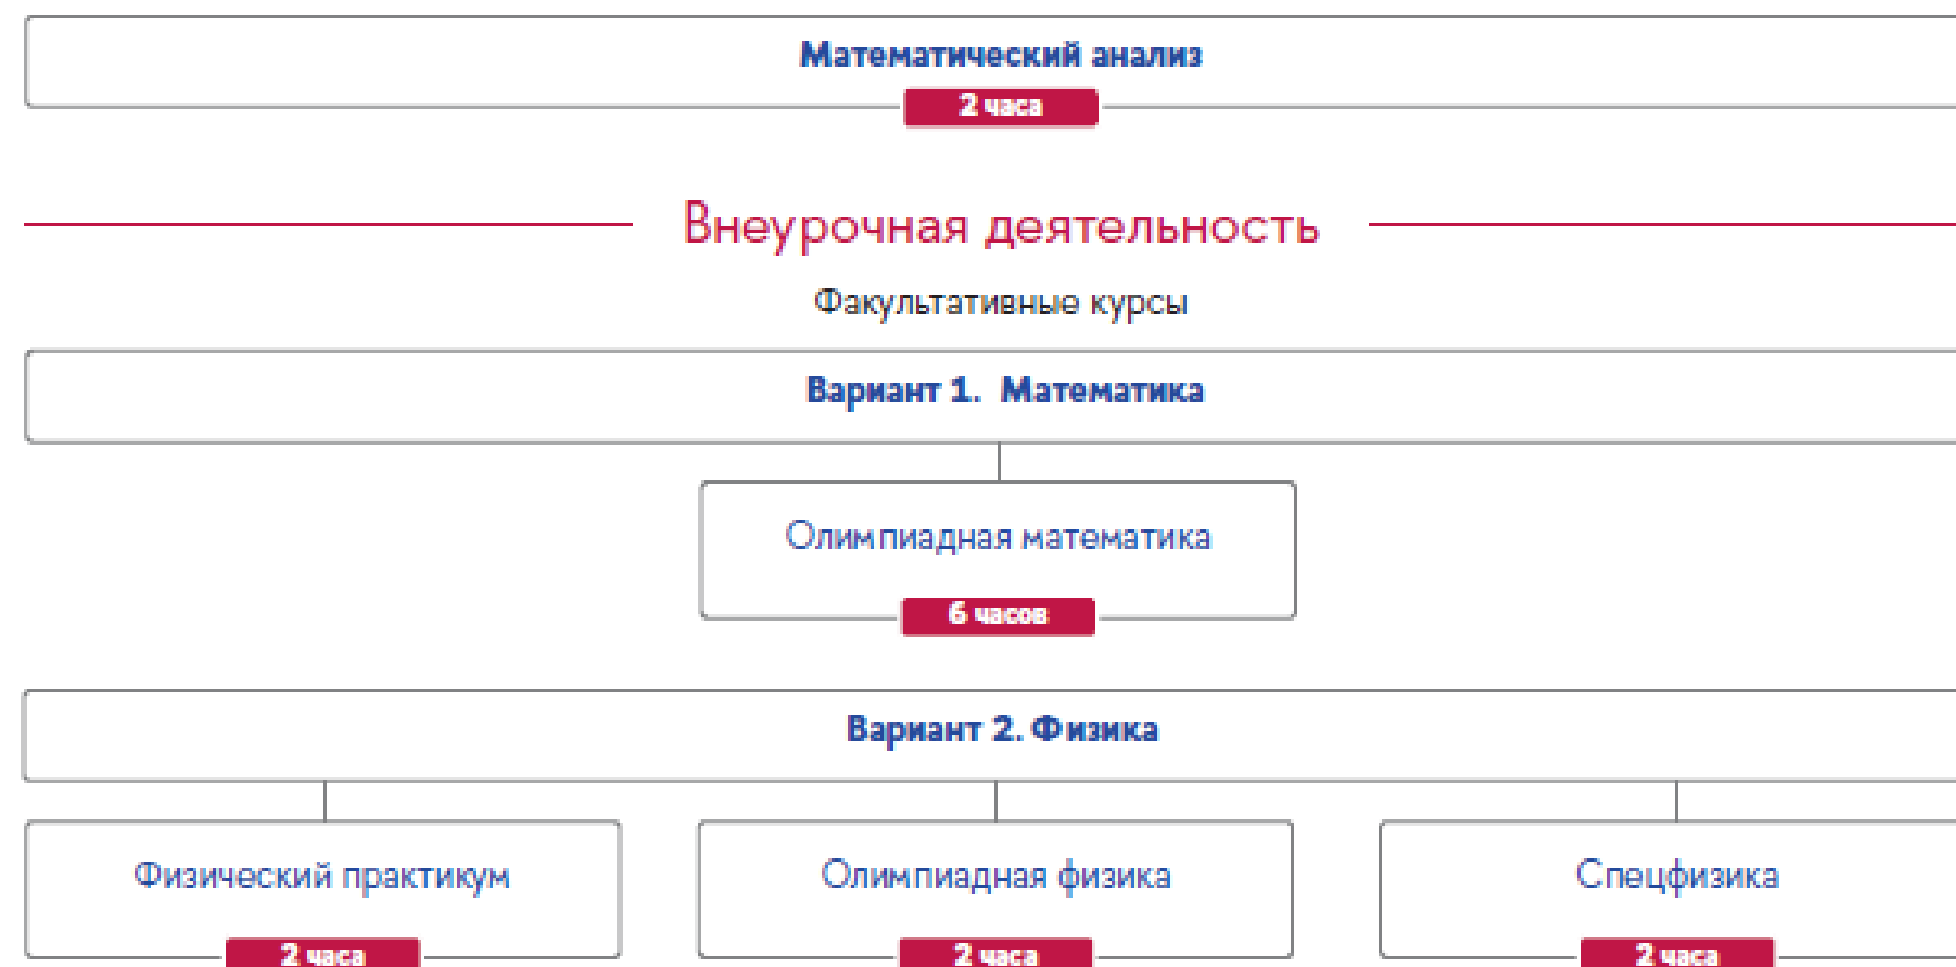 Математический анализ
2 часа
Внеурочная деятельность
Факультативные курсы
Вариант 1. Математика
Олимпиадная математика
6 часов
Вариант 2. Физика
Физический практикум
Олимпиадная физика
Спецфизика
2 часа
2 часа
2 часа